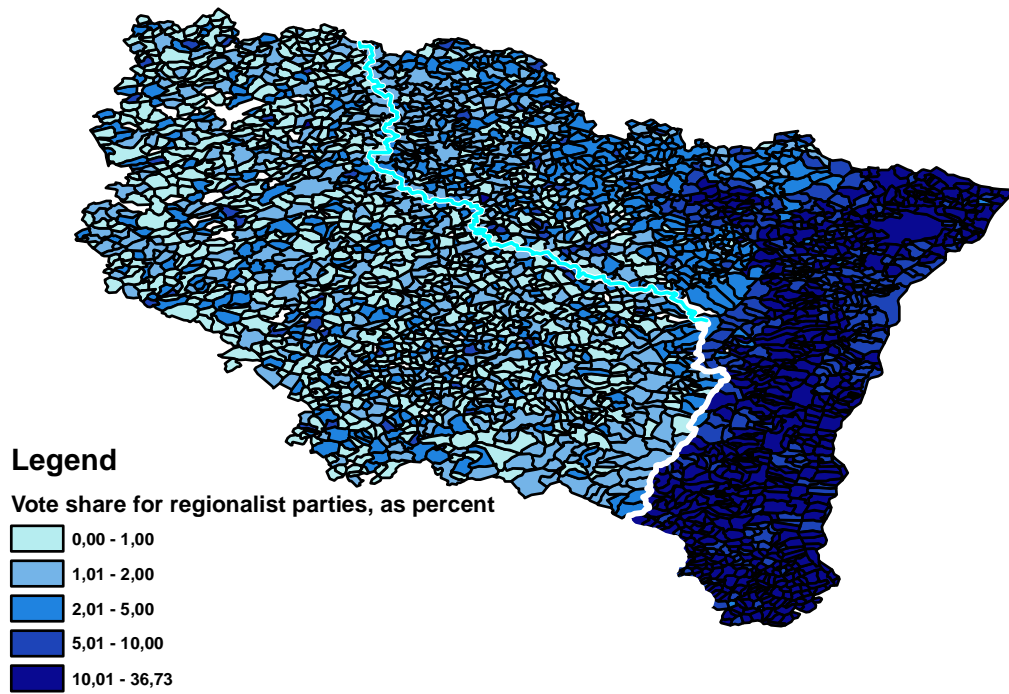 Legend
Vote share for regionalist parties, as percent
0,00 - 1,00
1,01 - 2,00
2,01 - 5,00
5,01 - 10,00
10,01 - 36,73